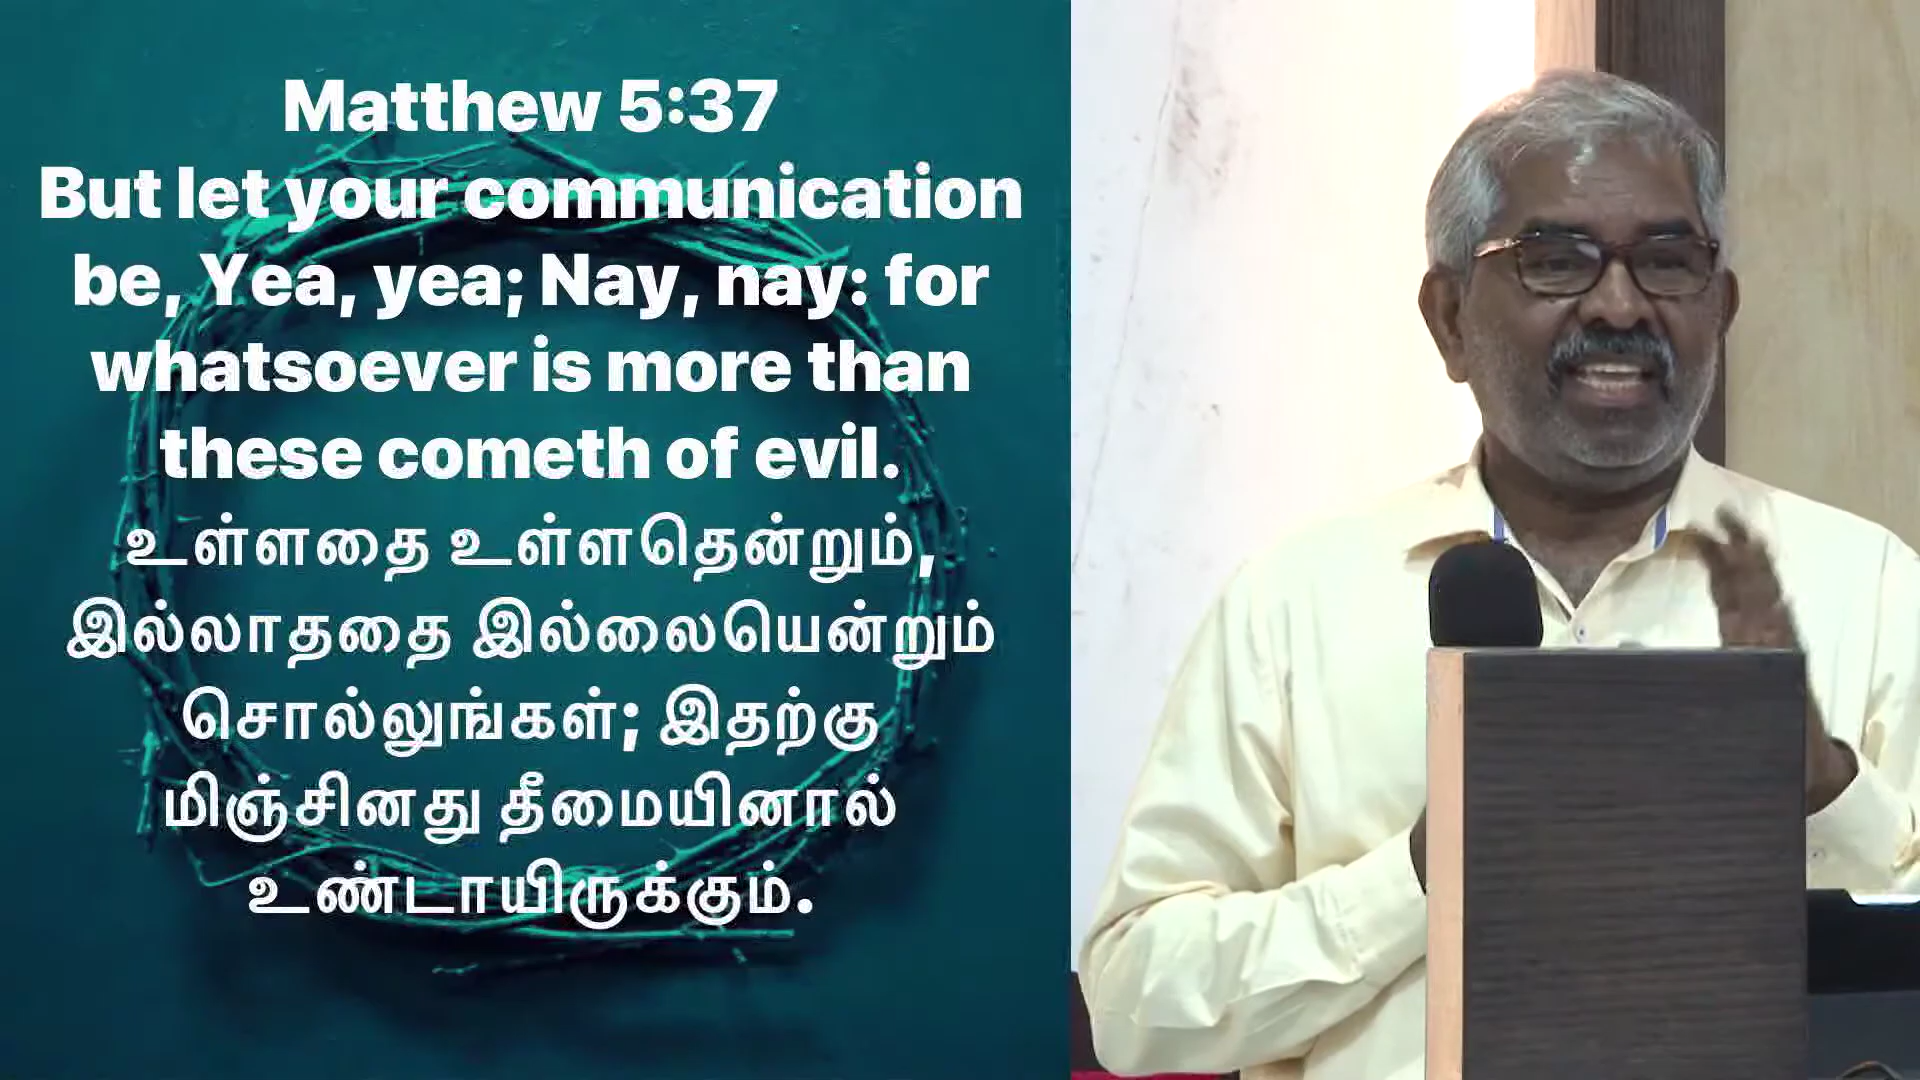 Matthew 5:37
But let your communication
be, Yea, yea; Nay, nay: for
whatsoever is more than
these cometh of evil.
உள்ளதை உள்ளதென்றும்,
இல்லாததை இல்லையென்றும்
சொல்லுங்கள்; இதற்கு
மிஞ்சினது தீமையினால்
உண்டாயிருக்கும்.